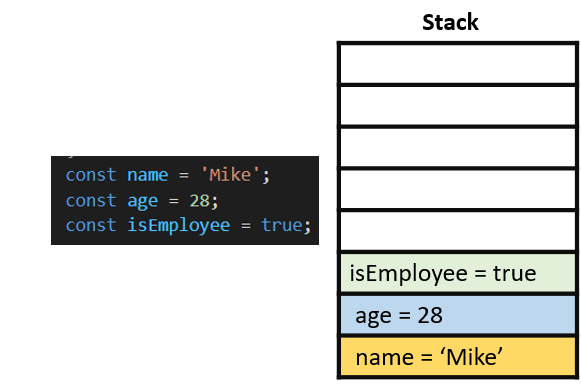 Stack
const name = 'Mike';
const age = 28;
const isEmployee = true;
isEmployee = true
age = 28
name = ‘Mike’